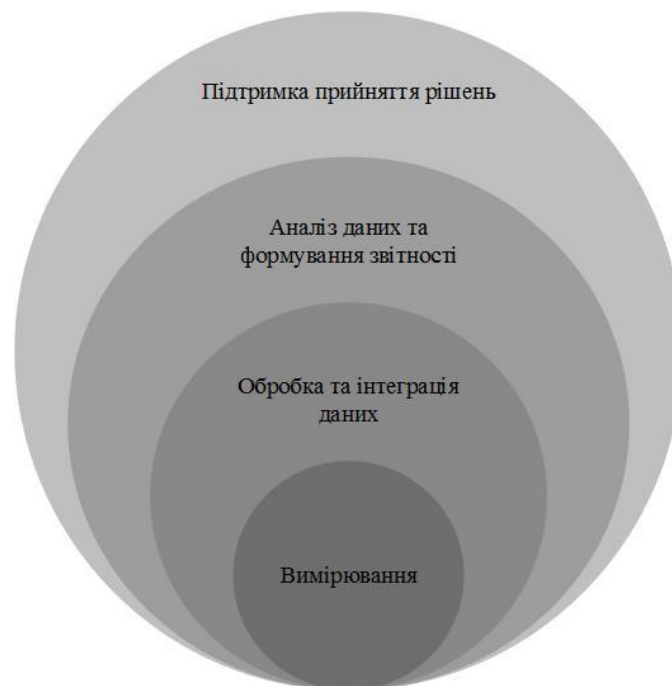 Підтримка прийняття рішень
Аналіз даних та
формування звітності
Обробка та інтеграція
даних
Вимірювання